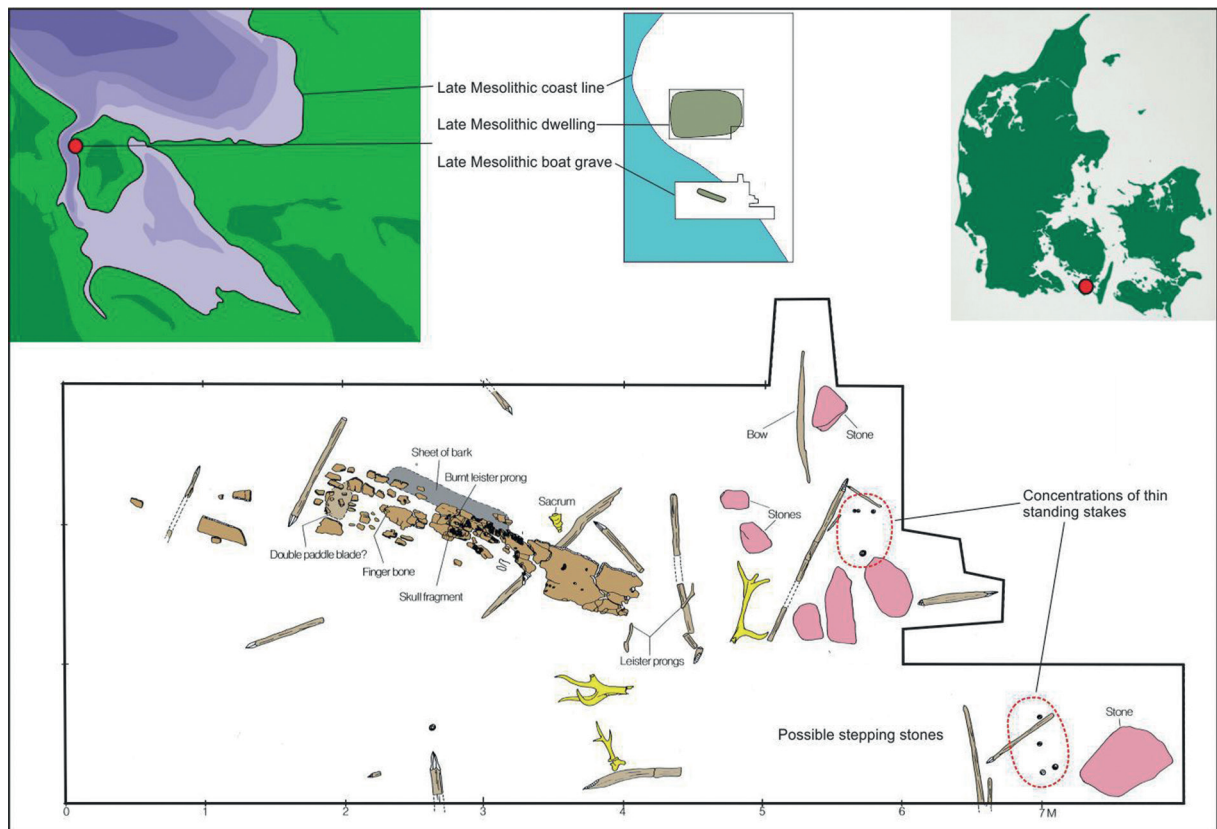 Late Mesolithic coast line
Late Mesolithic dwelling
Late Mesolithic boat grave
Sheet of bark
Burnt leister prong
Bow
Stone
Sacrum
Stones
Concentrations of thin
standing stakes
Double paddle blade?
Finger bone
Skull fragment
Leister prongs
Possible stepping stones
Stone
0
1
2
3
4
5
6
7 M